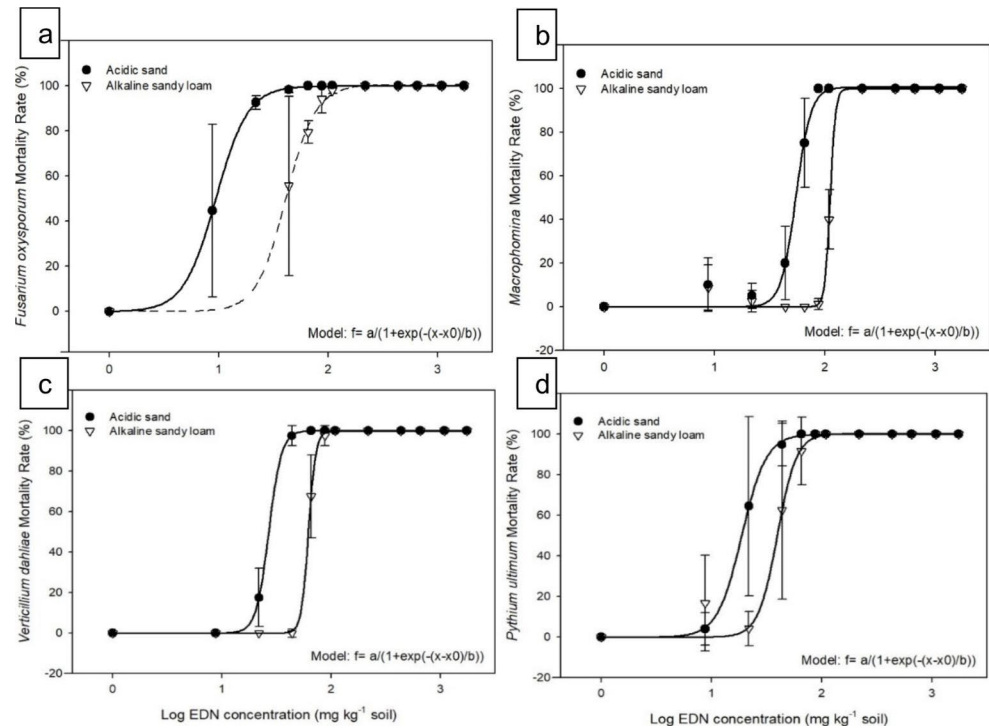 a
Acidic sand
Alkaline sandy loam
Fusarium oxysporum Mortality Rate (%)
100
80
60
40
20
0
Model: f= a/(1+exp(-(x-x0)/b))
0
1
2
3
b
Acidic sand
Alkaline sandy loam
Macrophomina Mortality Rate (%)
100
80
60
40
20
0
-20
Model: f= a/(1+exp(-(x-x0)/b))
0
1
2
3
c
Acidic sand
Alkaline sandy loam
Verticillium dahliae Mortality Rate (%)
100
80
60
40
20
0
-20
Model: f= a/(1+exp(-(x-x0)/b))
0
1
2
3
Log EDN concentration (mg kg⁻¹ soil)
d
Acidic sand
Alkaline sandy loam
Pythium ultimum Mortality Rate (%)
100
80
60
40
20
0
-20
Model: f= a/(1+exp(-(x-x0)/b))
0
1
2
3
Log EDN concentration (mg kg⁻¹ soil)